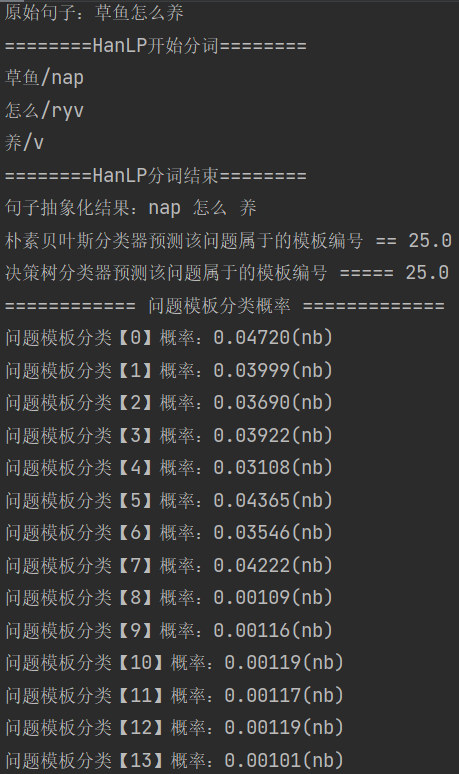 原始句子：草鱼怎么养
========HanLP开始分词========
草鱼/nap
怎么/ryv
养/v
========HanLP分词结束========
句子抽象化结果：nap 怎么 养
朴素贝叶斯分类器预测该问题属于的模板编号 == 25.0
决策树分类器预测该问题属于的模板编号 ===== 25.0
============ 问题模板分类概率 =============
问题模板分类【0】概率：0.04720(nb)
问题模板分类【1】概率：0.03999(nb)
问题模板分类【2】概率：0.03690(nb)
问题模板分类【3】概率：0.03922(nb)
问题模板分类【4】概率：0.03108(nb)
问题模板分类【5】概率：0.04365(nb)
问题模板分类【6】概率：0.03546(nb)
问题模板分类【7】概率：0.04222(nb)
问题模板分类【8】概率：0.00109(nb)
问题模板分类【9】概率：0.00116(nb)
问题模板分类【10】概率：0.00119(nb)
问题模板分类【11】概率：0.00117(nb)
问题模板分类【12】概率：0.00119(nb)
问题模板分类【13】概率：0.00101(nb)